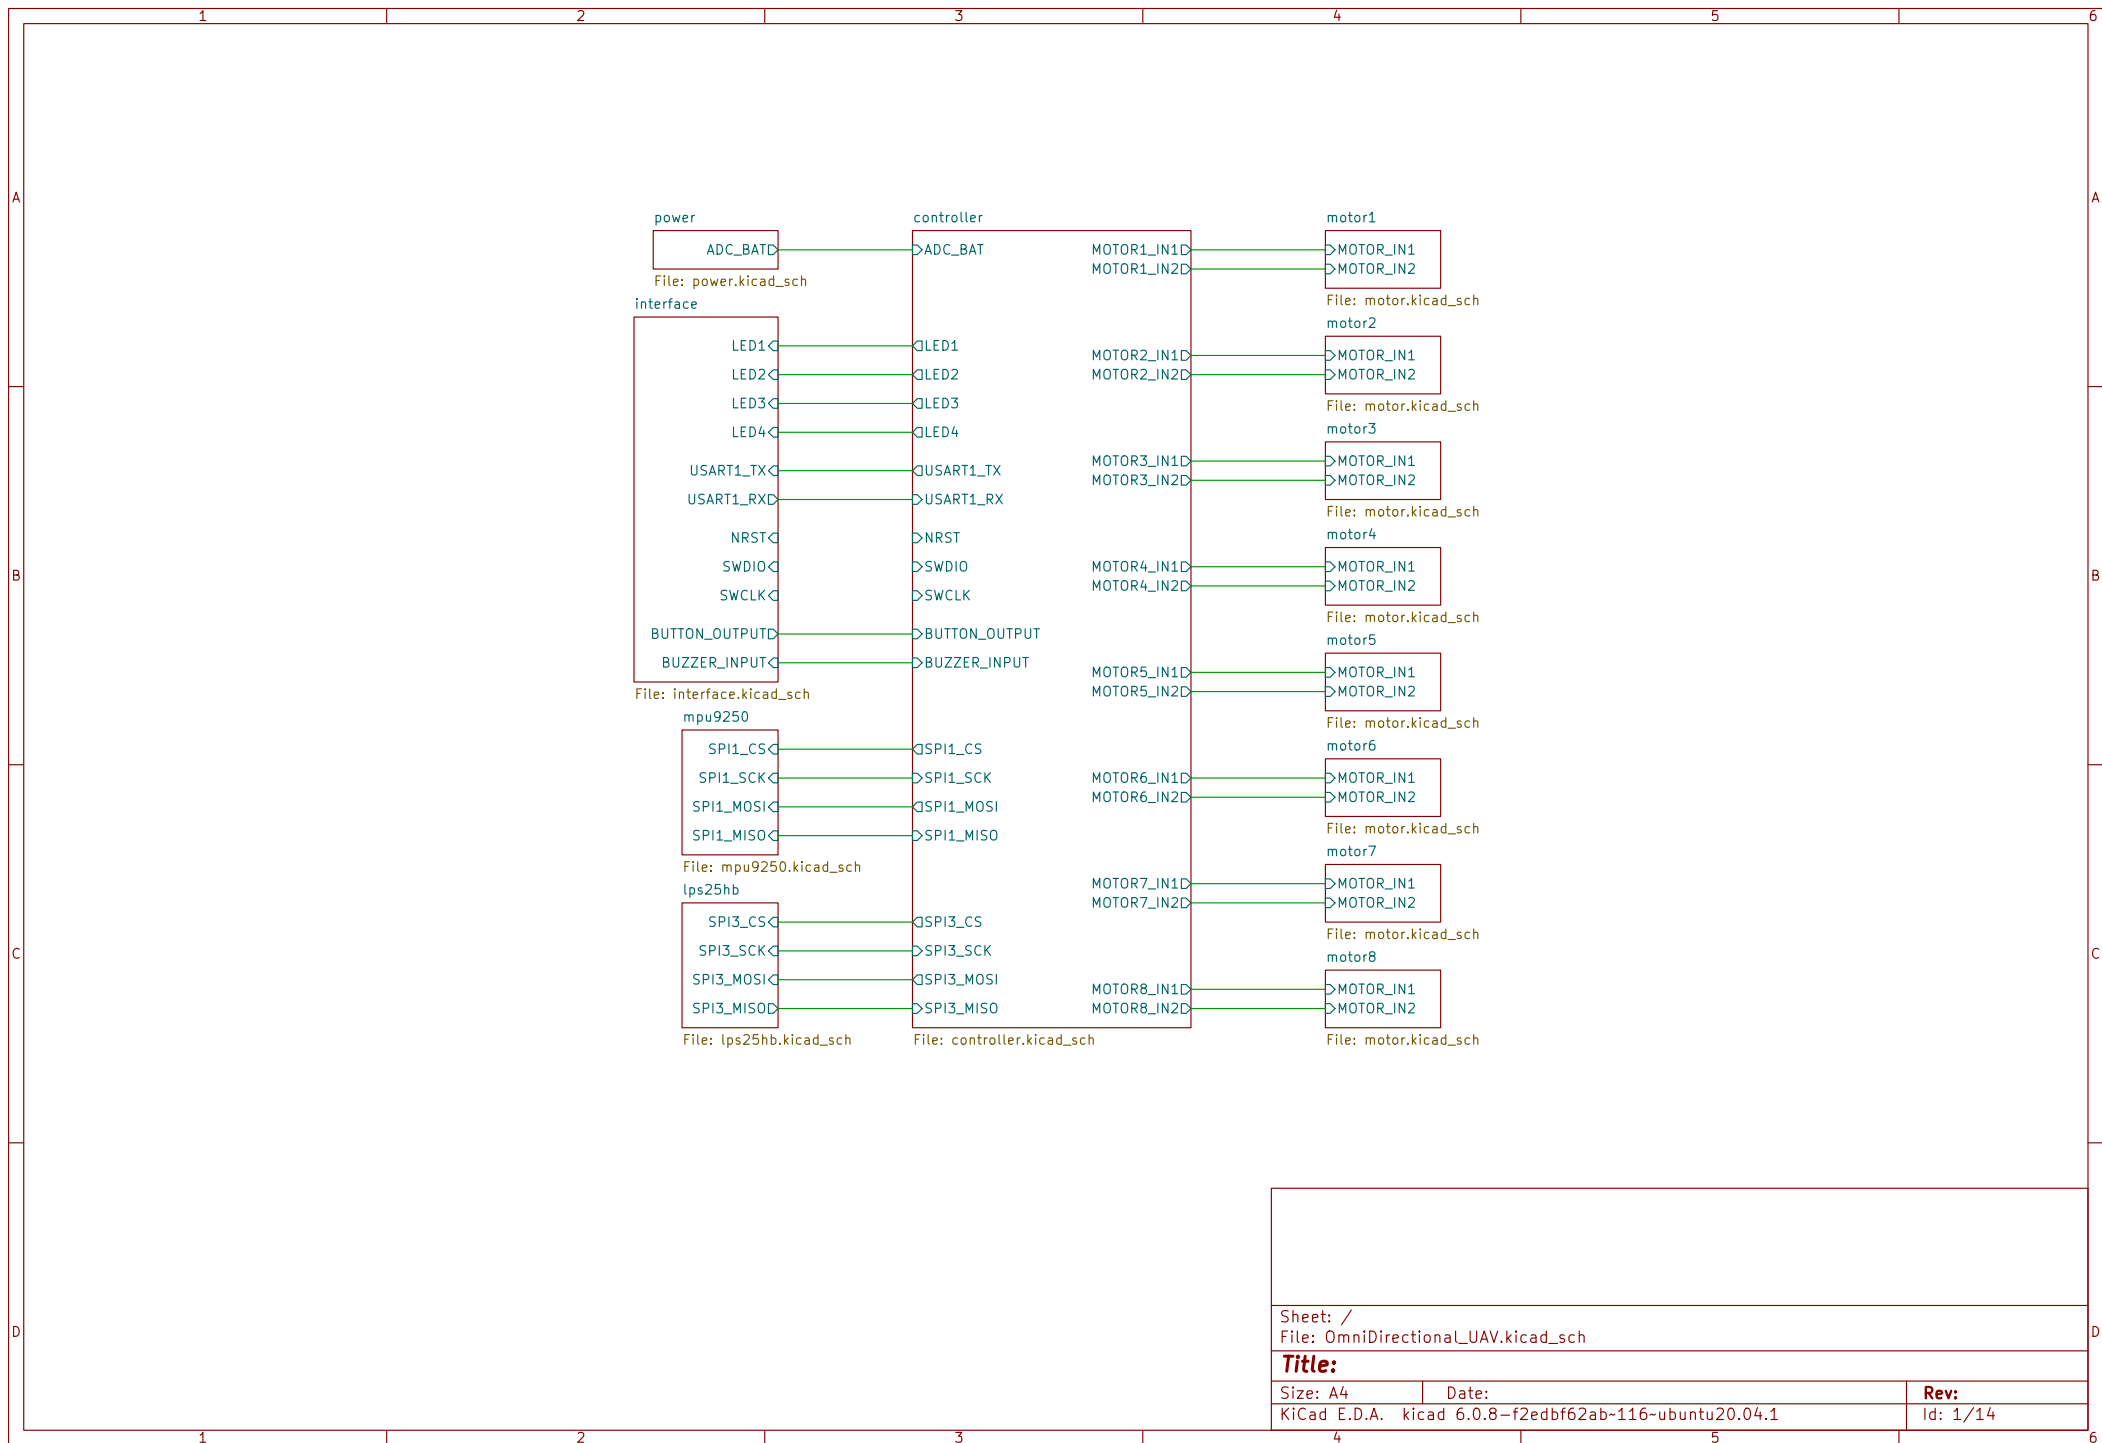 1 2 3 4 5 6
A
A
power
ADC_BAT
File: power.kicad_sch
interface
LED1
LED2
LED3
LED4
USART1_TX
USART1_RX
NRST
SWDIO
SWCLK
BUTTON_OUTPUT
BUZZER_INPUT
File: interface.kicad_sch
mpu9250
SPI1_CS
SPI1_SCK
SPI1_MOSI
SPI1_MISO
File: mpu9250.kicad_sch
lps25hb
SPI3_CS
SPI3_SCK
SPI3_MOSI
SPI3_MISO
File: lps25hb.kicad_sch
controller
ADC_BAT
LED1
LED2
LED3
LED4
USART1_TX
USART1_RX
NRST
SWDIO
SWCLK
BUTTON_OUTPUT
BUZZER_INPUT
SPI1_CS
SPI1_SCK
SPI1_MOSI
SPI1_MISO
SPI3_CS
SPI3_SCK
SPI3_MOSI
SPI3_MISO
MOTOR1_IN1
MOTOR1_IN2
MOTOR2_IN1
MOTOR2_IN2
MOTOR3_IN1
MOTOR3_IN2
MOTOR4_IN1
MOTOR4_IN2
MOTOR5_IN1
MOTOR5_IN2
MOTOR6_IN1
MOTOR6_IN2
MOTOR7_IN1
MOTOR7_IN2
MOTOR8_IN1
MOTOR8_IN2
File: controller.kicad_sch
motor1
MOTOR_IN1
MOTOR_IN2
File: motor.kicad_sch
motor2
MOTOR_IN1
MOTOR_IN2
File: motor.kicad_sch
motor3
MOTOR_IN1
MOTOR_IN2
File: motor.kicad_sch
motor4
MOTOR_IN1
MOTOR_IN2
File: motor.kicad_sch
motor5
MOTOR_IN1
MOTOR_IN2
File: motor.kicad_sch
motor6
MOTOR_IN1
MOTOR_IN2
File: motor.kicad_sch
motor7
MOTOR_IN1
MOTOR_IN2
File: motor.kicad_sch
motor8
MOTOR_IN1
MOTOR_IN2
File: motor.kicad_sch
B
B
C
C
D
D
Sheet: /
File: OmniDirectional_UAV.kicad_sch
Title:
Size: A4 Date: Rev:
KiCad E.D.A. kicad 6.0.8-f2edbf62ab~116~ubuntu20.04.1 Id: 1/14
1 2 3 4 5 6